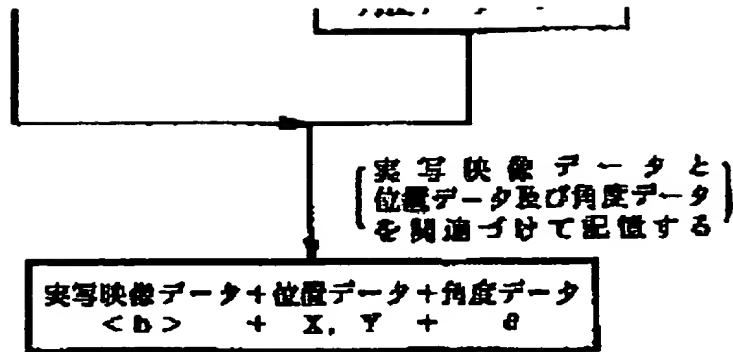 実写映像データと
位置データ及び角度データ
を関連づけて記憶する
実写映像データ+位置データ+角度データ
<b> + X, Y + θ